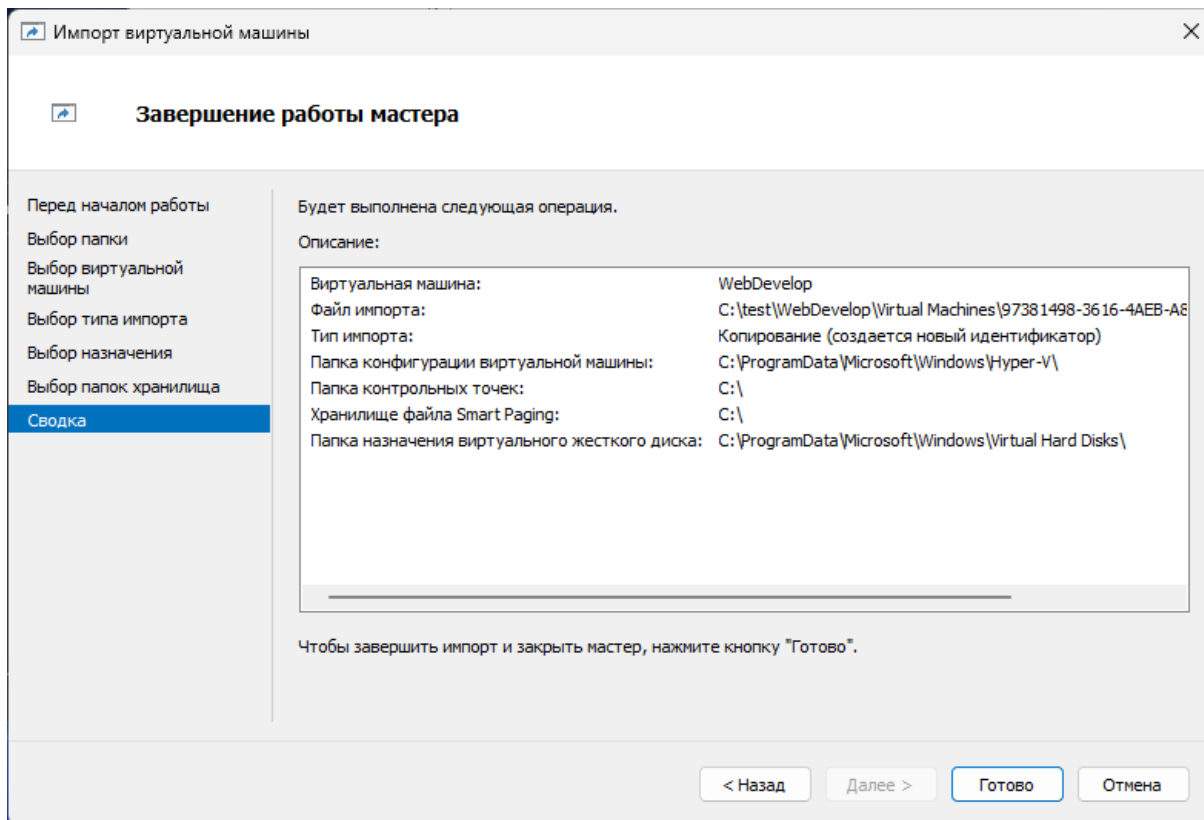 Импорт виртуальной машины
Завершение работы мастера
Перед началом работы
Выбор папки
Выбор виртуальной
машины
Выбор типа импорта
Выбор назначения
Выбор папок хранилища
Сводка
Будет выполнена следующая операция.
Описание:
Виртуальная машина: WebDevelop
Файл импорта: C:\test\WebDevelop\Virtual Machines\97381498-3616-4AEB-A8
Тип импорта: Копирование (создается новый идентификатор)
Папка конфигурации виртуальной машины: C:\ProgramData\Microsoft\Windows\Hyper-V\
Папка контрольных точек: C:\
Хранилище файла Smart Paging: C:\
Папка назначения виртуального жесткого диска: C:\ProgramData\Microsoft\Windows\Virtual Hard Disks\
Чтобы завершить импорт и закрыть мастер, нажмите кнопку "Готово".
< Назад Далее > Готово Отмена